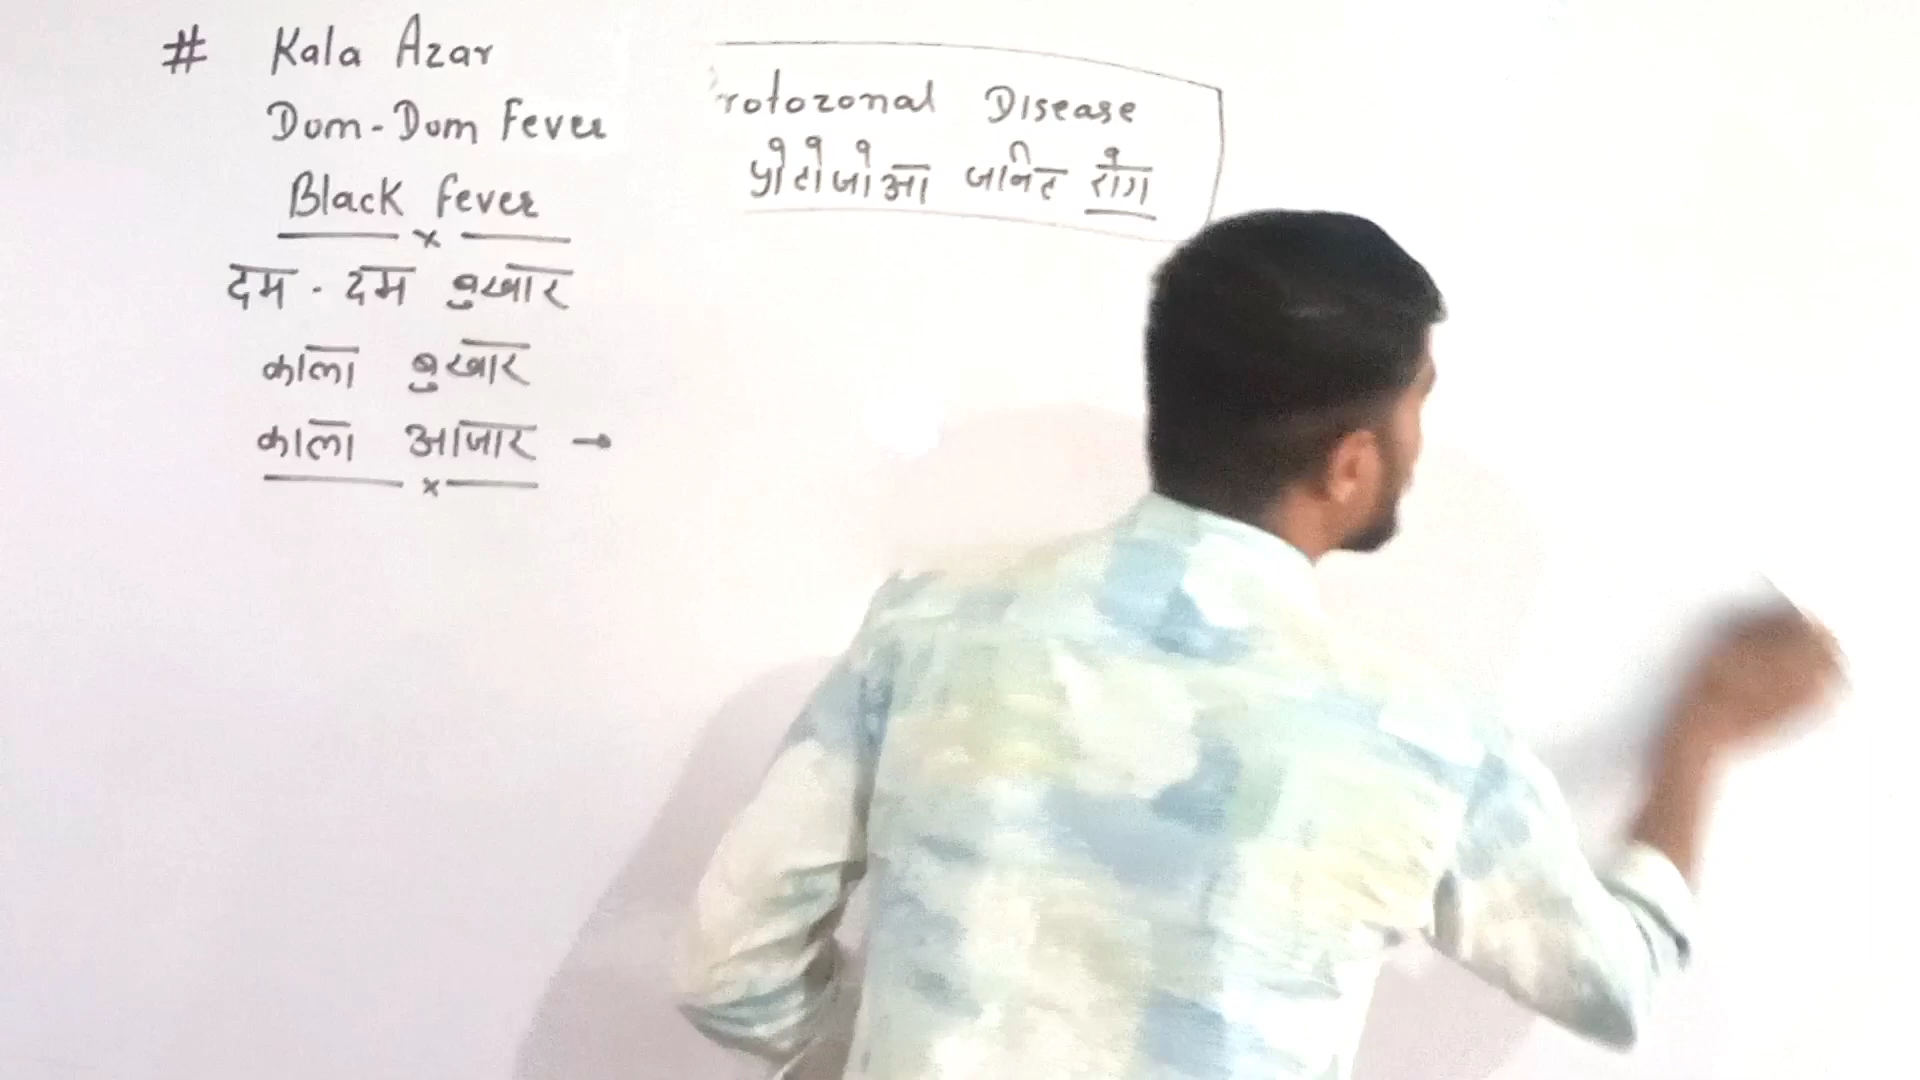 # Kala Azar
Dum-Dum Fever
Black fever
दम - दम बुखार
काला बुखार
काला आजार →
rotozonal Disease
प्रोटोजोआ जनित रोग